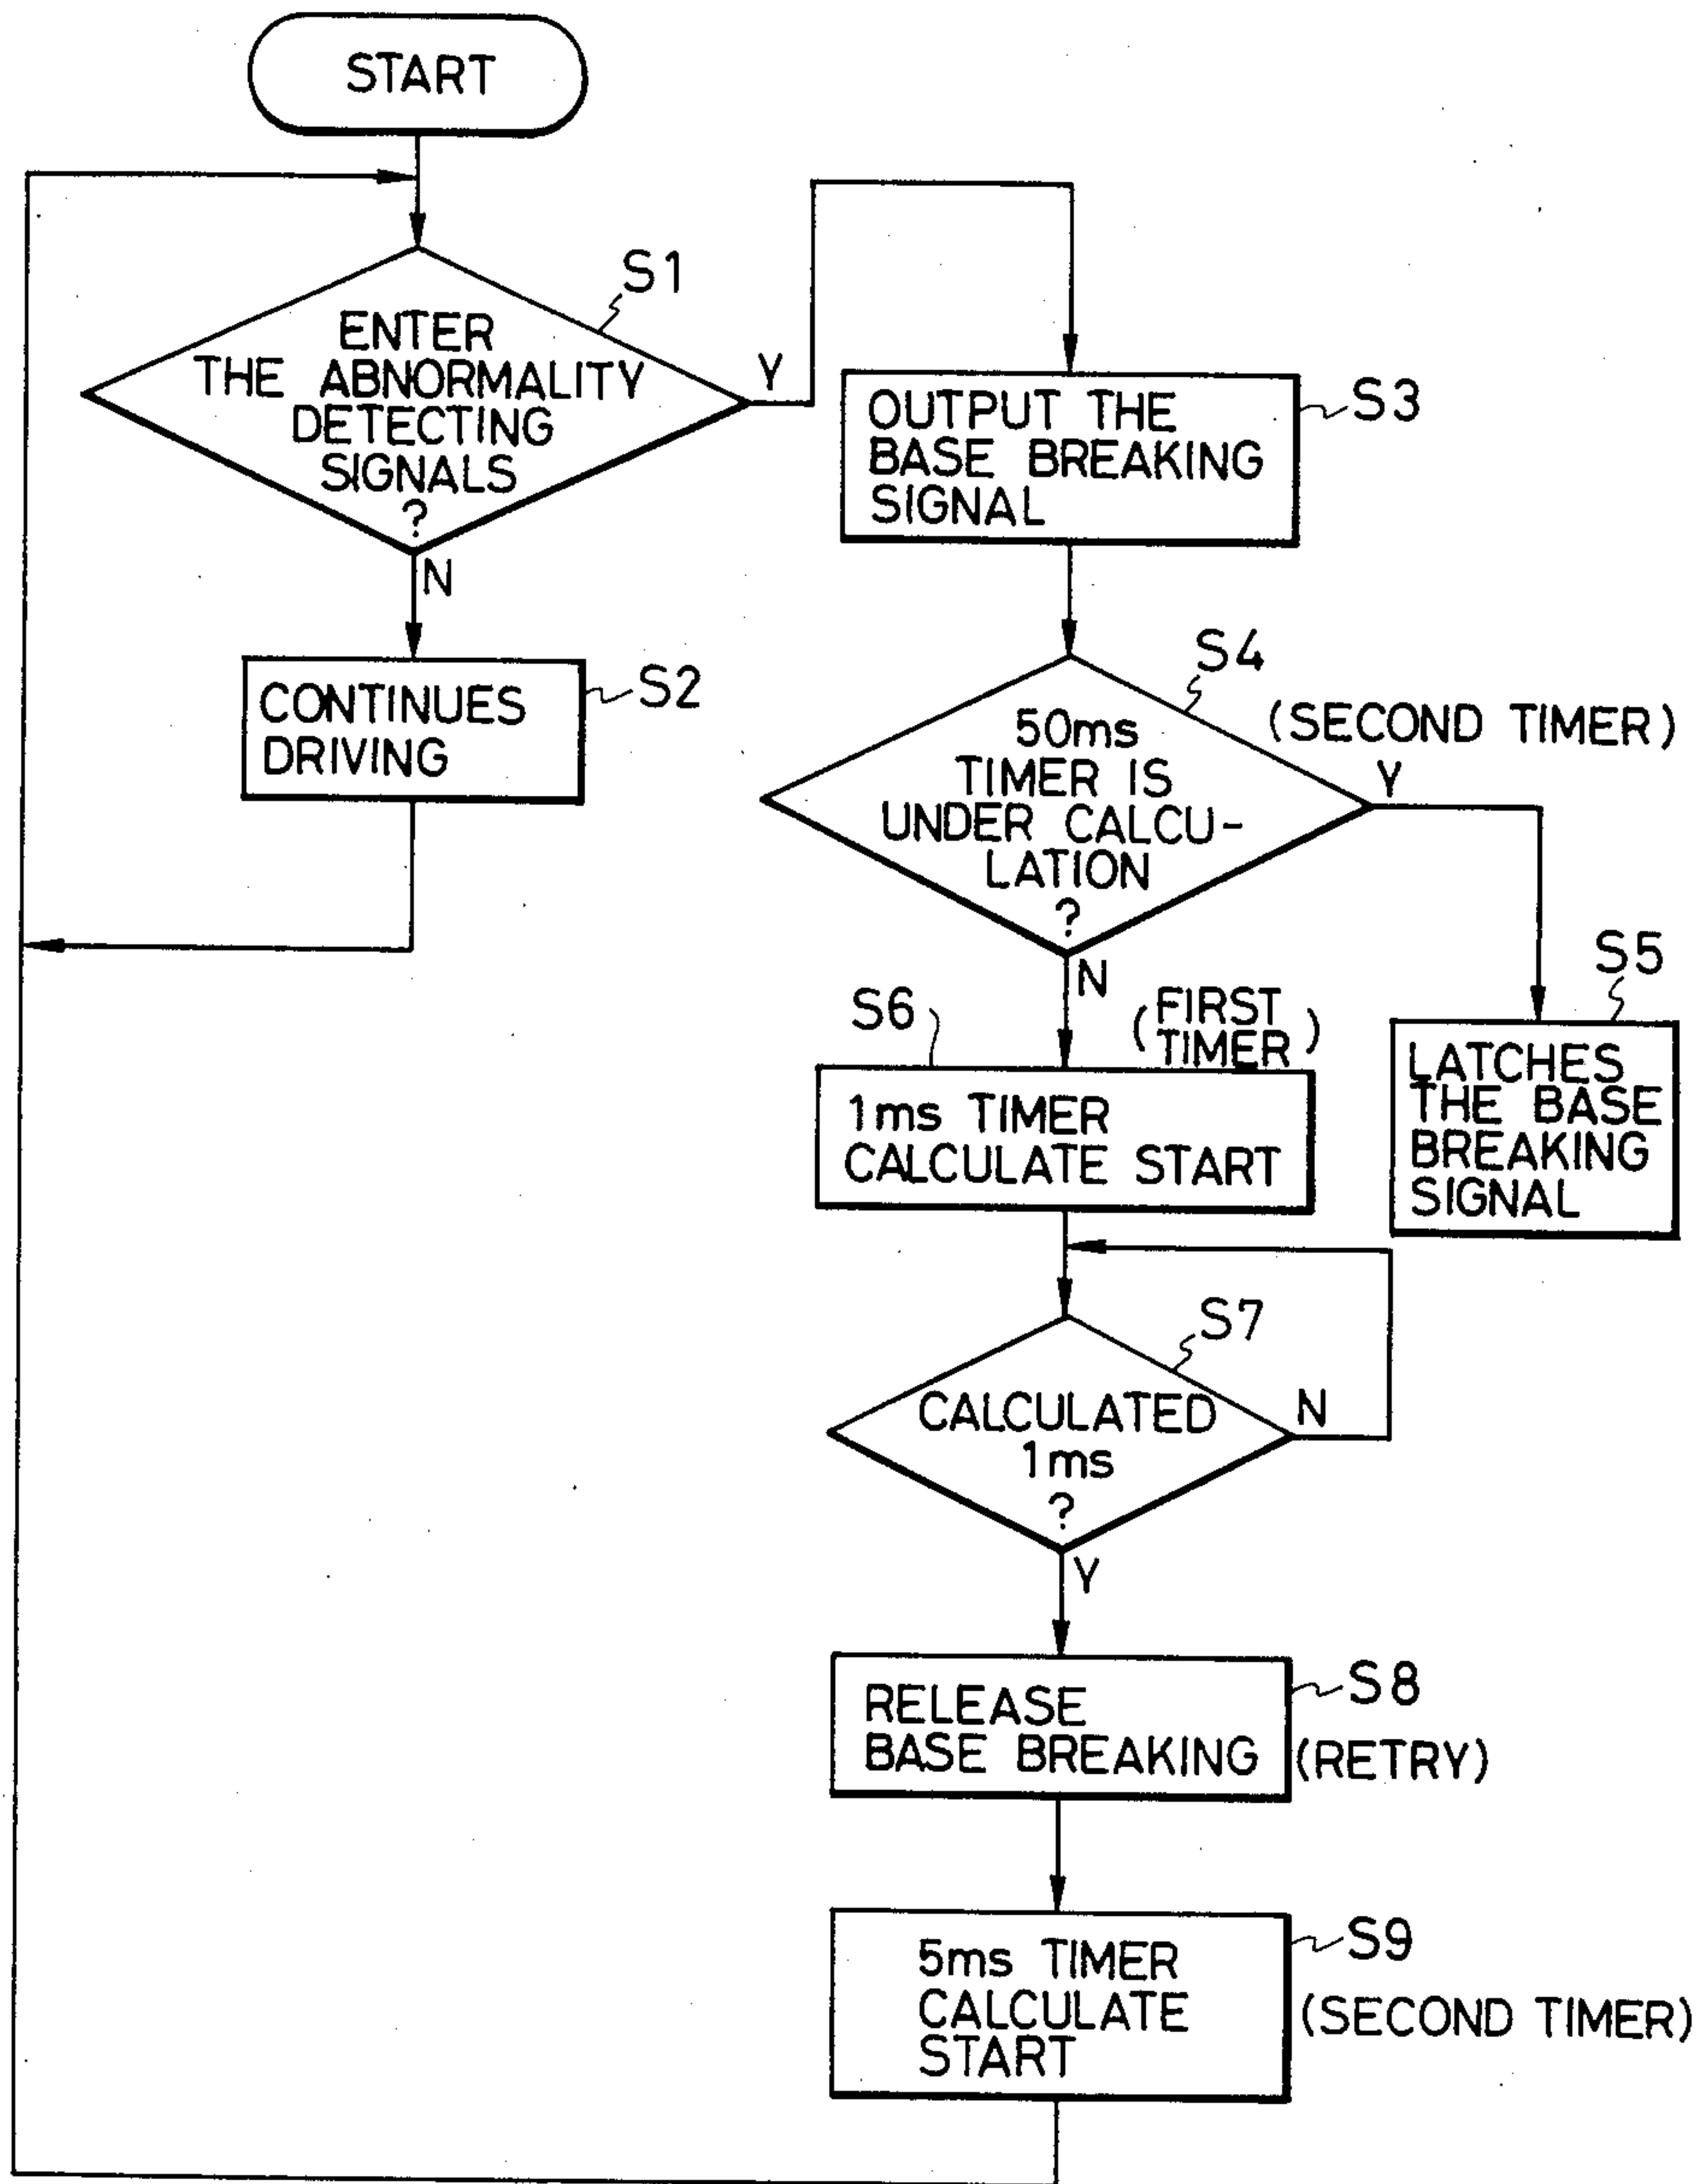 START
S1
ENTER
THE ABNORMALITY
DETECTING
SIGNALS
?
Y
N
CONTINUES
DRIVING
S2
OUTPUT THE
BASE BREAKING
SIGNAL
S3
S4
50ms
TIMER IS
UNDER CALCU-
LATION
?
(SECOND TIMER)
Y
N
S5
LATCHES
THE BASE
BREAKING
SIGNAL
S6
(FIRST
TIMER)
1ms TIMER
CALCULATE START
S7
CALCULATED
1ms
?
N
Y
RELEASE
BASE BREAKING
S8
(RETRY)
5ms TIMER
CALCULATE
START
S9
(SECOND TIMER)